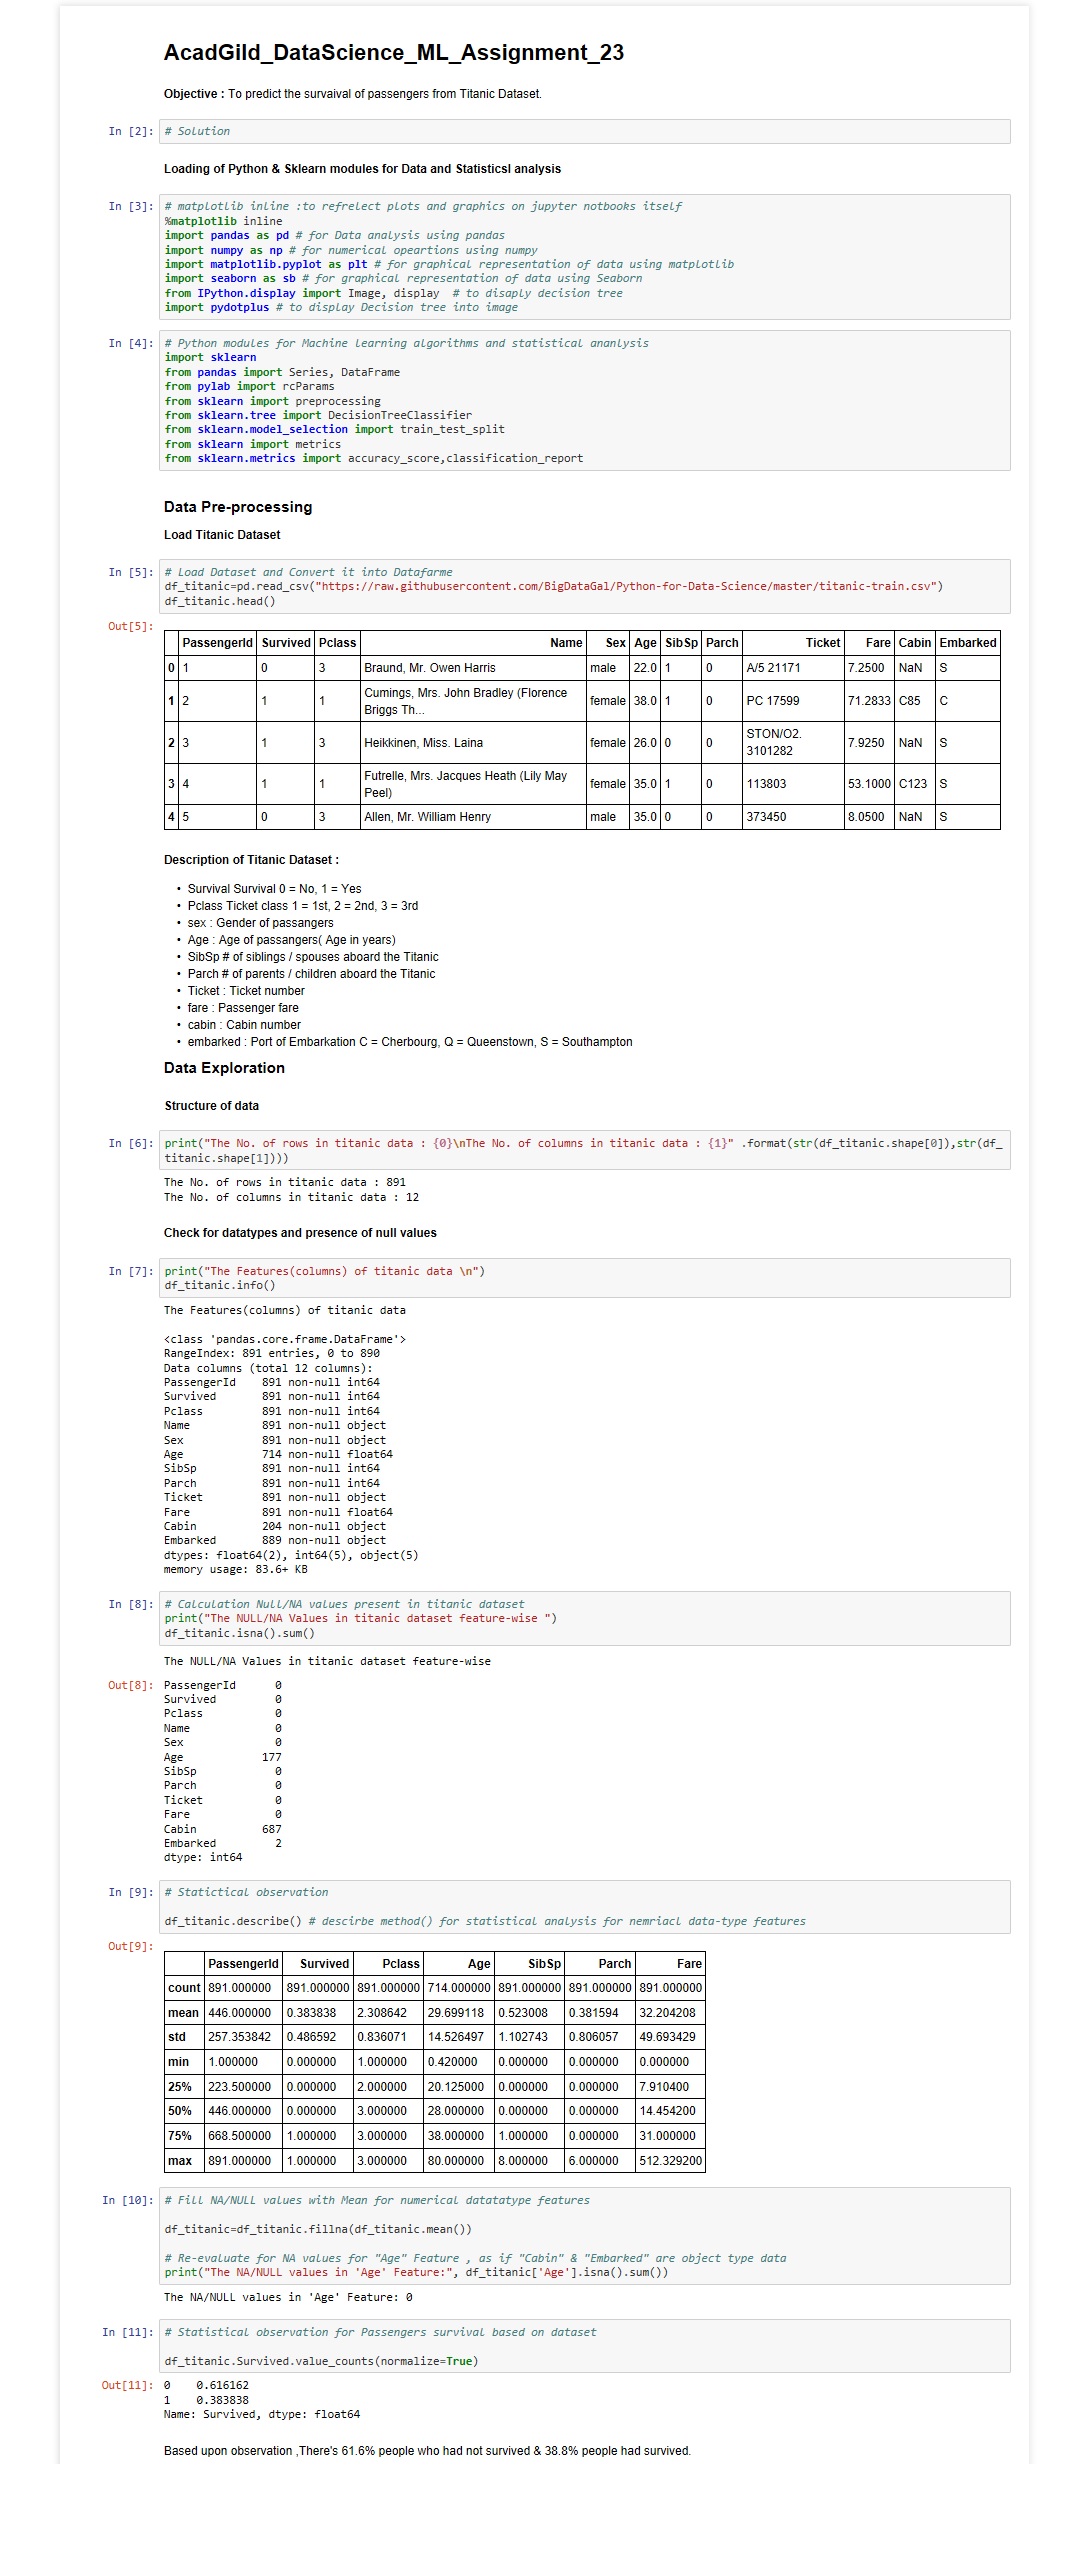 AcadGild_DataScience_ML_Assignment_23
Objective : To predict the survaival of passengers from Titanic Dataset.
In [2]: # Solution
Loading of Python & Sklearn modules for Data and Statisticsl analysis
In [3]: # matplotlib inline :to refrelect plots and graphics on jupyter notbooks itself
%matplotlib inline
import pandas as pd # for Data analysis using pandas
import numpy as np # for numerical opeartions using numpy
import matplotlib.pyplot as plt # for graphical representation of data using matplotlib
import seaborn as sb # for graphical representation of data using Seaborn
from IPython.display import Image, display  # to disaply decision tree
import pydotplus # to display Decision tree into image
In [4]: # Python modules for Machine learning algorithms and statistical ananlysis
import sklearn
from pandas import Series, DataFrame
from pylab import rcParams
from sklearn import preprocessing
from sklearn.tree import DecisionTreeClassifier
from sklearn.model_selection import train_test_split
from sklearn import metrics
from sklearn.metrics import accuracy_score,classification_report
Data Pre-processing
Load Titanic Dataset
In [5]: # Load Dataset and Convert it into Datafarme
df_titanic=pd.read_csv("https://raw.githubusercontent.com/BigDataGal/Python-for-Data-Science/master/titanic-train.csv")
df_titanic.head()
Out[5]:
PassengerId Survived Pclass Name Sex Age SibSp Parch Ticket Fare Cabin Embarked
0 1 0 3 Braund, Mr. Owen Harris male 22.0 1 0 A/5 21171 7.2500 NaN S
1 2 1 1 Cumings, Mrs. John Bradley (Florence Briggs Th... female 38.0 1 0 PC 17599 71.2833 C85 C
2 3 1 3 Heikkinen, Miss. Laina female 26.0 0 0 STON/O2. 3101282 7.9250 NaN S
3 4 1 1 Futrelle, Mrs. Jacques Heath (Lily May Peel) female 35.0 1 0 113803 53.1000 C123 S
4 5 0 3 Allen, Mr. William Henry male 35.0 0 0 373450 8.0500 NaN S
Description of Titanic Dataset :
• Survival Survival 0 = No, 1 = Yes
• Pclass Ticket class 1 = 1st, 2 = 2nd, 3 = 3rd
• sex : Gender of passangers
• Age : Age of passangers( Age in years)
• SibSp # of siblings / spouses aboard the Titanic
• Parch # of parents / children aboard the Titanic
• Ticket : Ticket number
• fare : Passenger fare
• cabin : Cabin number
• embarked : Port of Embarkation C = Cherbourg, Q = Queenstown, S = Southampton
Data Exploration
Structure of data
In [6]: print("The No. of rows in titanic data : {0}\nThe No. of columns in titanic data : {1}" .format(str(df_titanic.shape[0]),str(df_
titanic.shape[1])))
The No. of rows in titanic data : 891
The No. of columns in titanic data : 12
Check for datatypes and presence of null values
In [7]: print("The Features(columns) of titanic data \n")
df_titanic.info()
The Features(columns) of titanic data
<class 'pandas.core.frame.DataFrame'>
RangeIndex: 891 entries, 0 to 890
Data columns (total 12 columns):
PassengerId    891 non-null int64
Survived       891 non-null int64
Pclass         891 non-null int64
Name           891 non-null object
Sex            891 non-null object
Age            714 non-null float64
SibSp          891 non-null int64
Parch          891 non-null int64
Ticket         891 non-null object
Fare           891 non-null float64
Cabin          204 non-null object
Embarked       889 non-null object
dtypes: float64(2), int64(5), object(5)
memory usage: 83.6+ KB
In [8]: # Calculation Null/NA values present in titanic dataset
print("The NULL/NA Values in titanic dataset feature-wise ")
df_titanic.isna().sum()
The NULL/NA Values in titanic dataset feature-wise
Out[8]: PassengerId      0
Survived         0
Pclass           0
Name             0
Sex              0
Age            177
SibSp            0
Parch            0
Ticket           0
Fare             0
Cabin          687
Embarked         2
dtype: int64
In [9]: # Statictical observation
df_titanic.describe() # descirbe method() for statistical analysis for nemriacl data-type features
Out[9]:
PassengerId Survived Pclass Age SibSp Parch Fare
count 891.000000 891.000000 891.000000 714.000000 891.000000 891.000000 891.000000
mean 446.000000 0.383838 2.308642 29.699118 0.523008 0.381594 32.204208
std 257.353842 0.486592 0.836071 14.526497 1.102743 0.806057 49.693429
min 1.000000 0.000000 1.000000 0.420000 0.000000 0.000000 0.000000
25% 223.500000 0.000000 2.000000 20.125000 0.000000 0.000000 7.910400
50% 446.000000 0.000000 3.000000 28.000000 0.000000 0.000000 14.454200
75% 668.500000 1.000000 3.000000 38.000000 1.000000 0.000000 31.000000
max 891.000000 1.000000 3.000000 80.000000 8.000000 6.000000 512.329200
In [10]: # Fill NA/NULL values with Mean for numerical datatatype features
df_titanic=df_titanic.fillna(df_titanic.mean())
# Re-evaluate for NA values for "Age" Feature , as if "Cabin" & "Embarked" are object type data
print("The NA/NULL values in 'Age' Feature:", df_titanic['Age'].isna().sum())
The NA/NULL values in 'Age' Feature: 0
In [11]: # Statistical observation for Passengers survival based on dataset
df_titanic.Survived.value_counts(normalize=True)
Out[11]: 0    0.616162
1    0.383838
Name: Survived, dtype: float64
Based upon observation ,There's 61.6% people who had not survived & 38.8% people had survived.